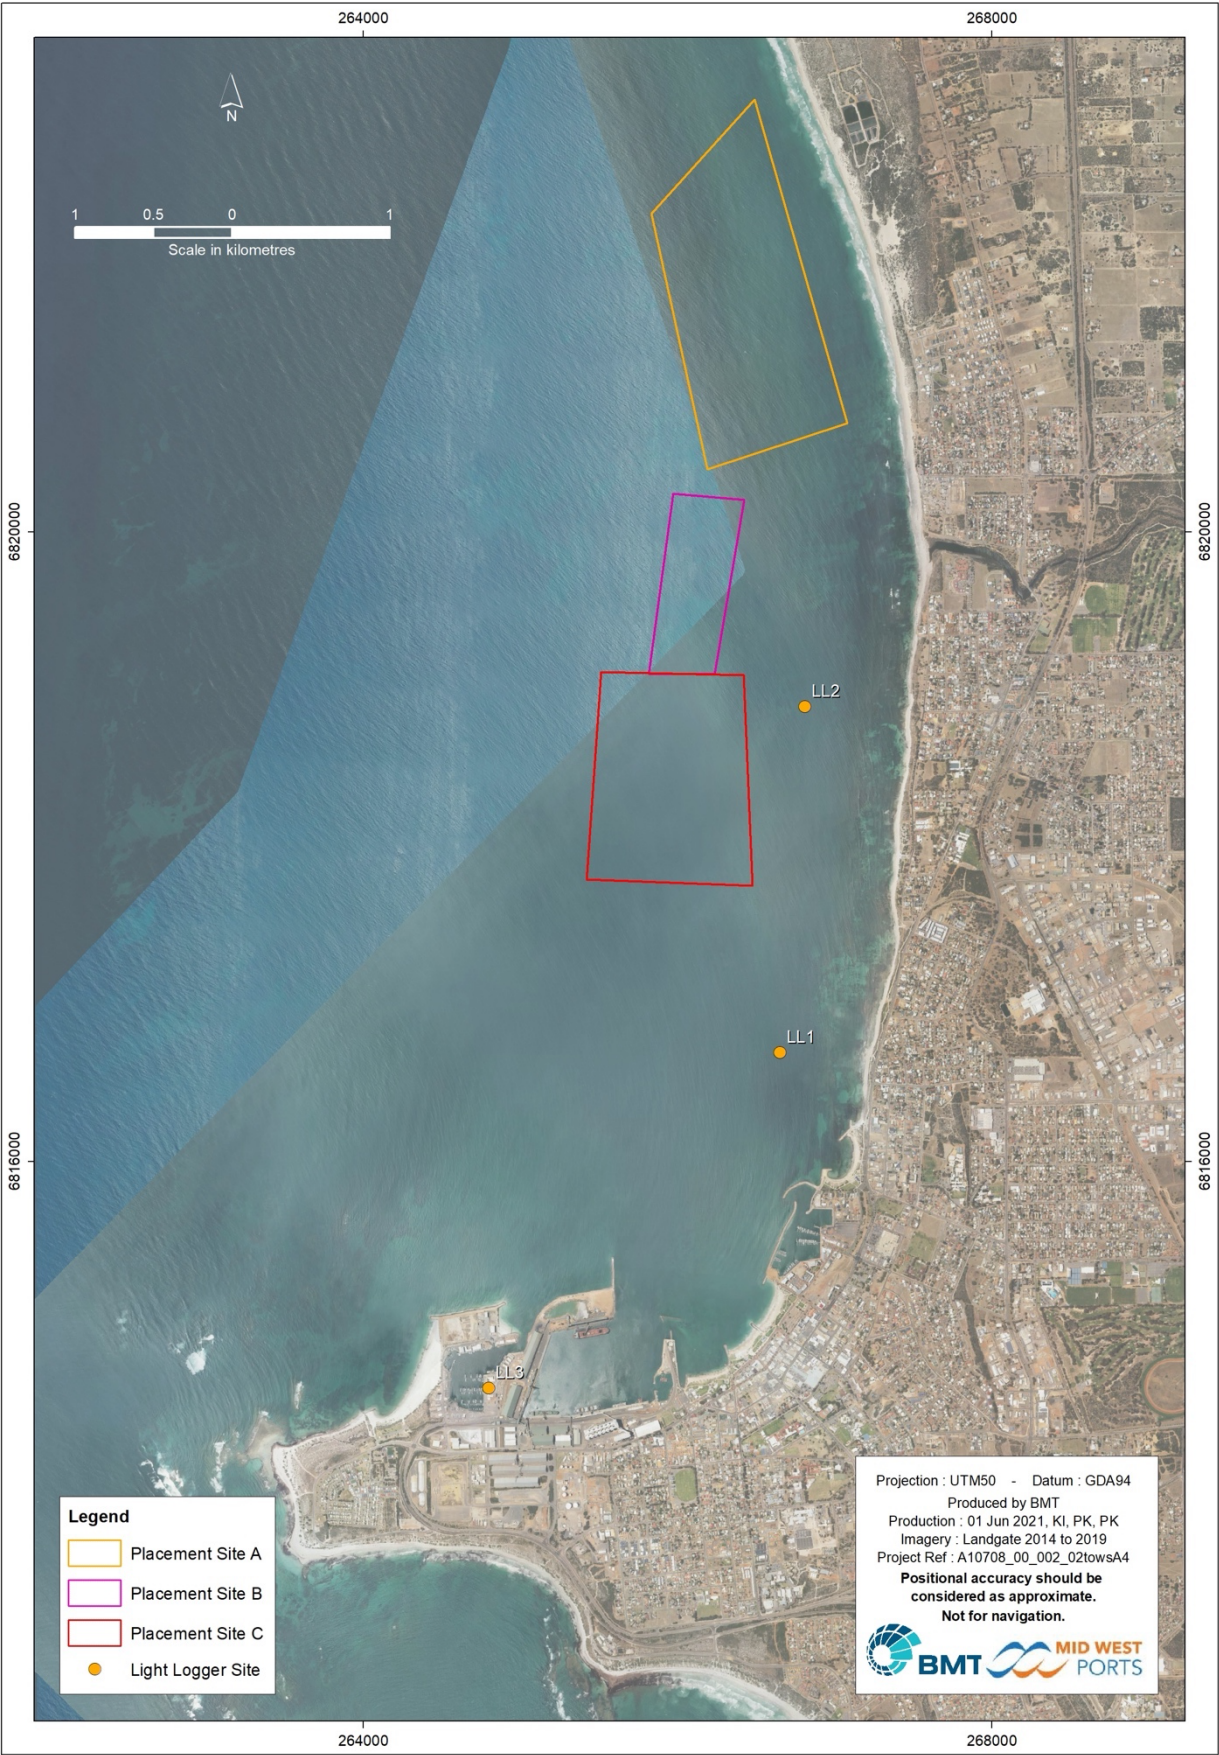 264000
268000
N
1 0.5 0 1
Scale in kilometres
6820000
6820000
LL2
LL1
6816000
6816000
LL3
Legend
Placement Site A
Placement Site B
Placement Site C
Light Logger Site
Projection : UTM50 - Datum : GDA94
Produced by BMT
Production : 01 Jun 2021, KI, PK, PK
Imagery : Landgate 2014 to 2019
Project Ref : A10708_00_002_02towsA4
Positional accuracy should be
considered as approximate.
Not for navigation.
BMT
MID WEST
PORTS
264000
268000